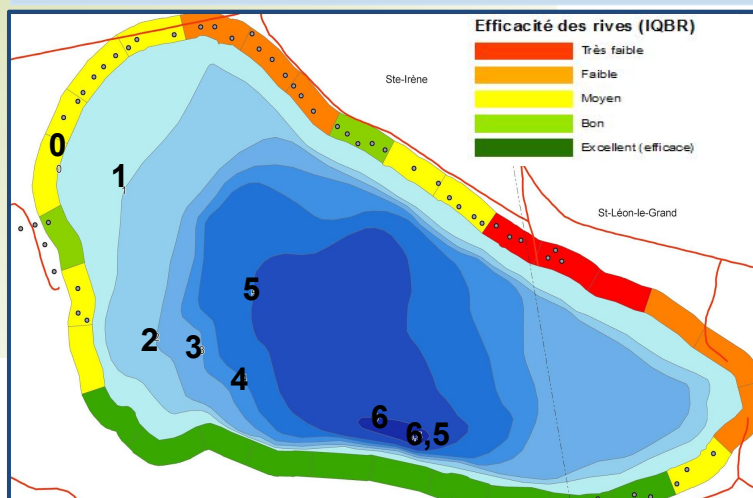 Efficacité des rives (IQBR)
Très faible
Faible
Moyen
Bon
Excellent (efficace)
Ste-Irène
St-Léon-le-Grand
0
1
2
3
4
5
6
6,5